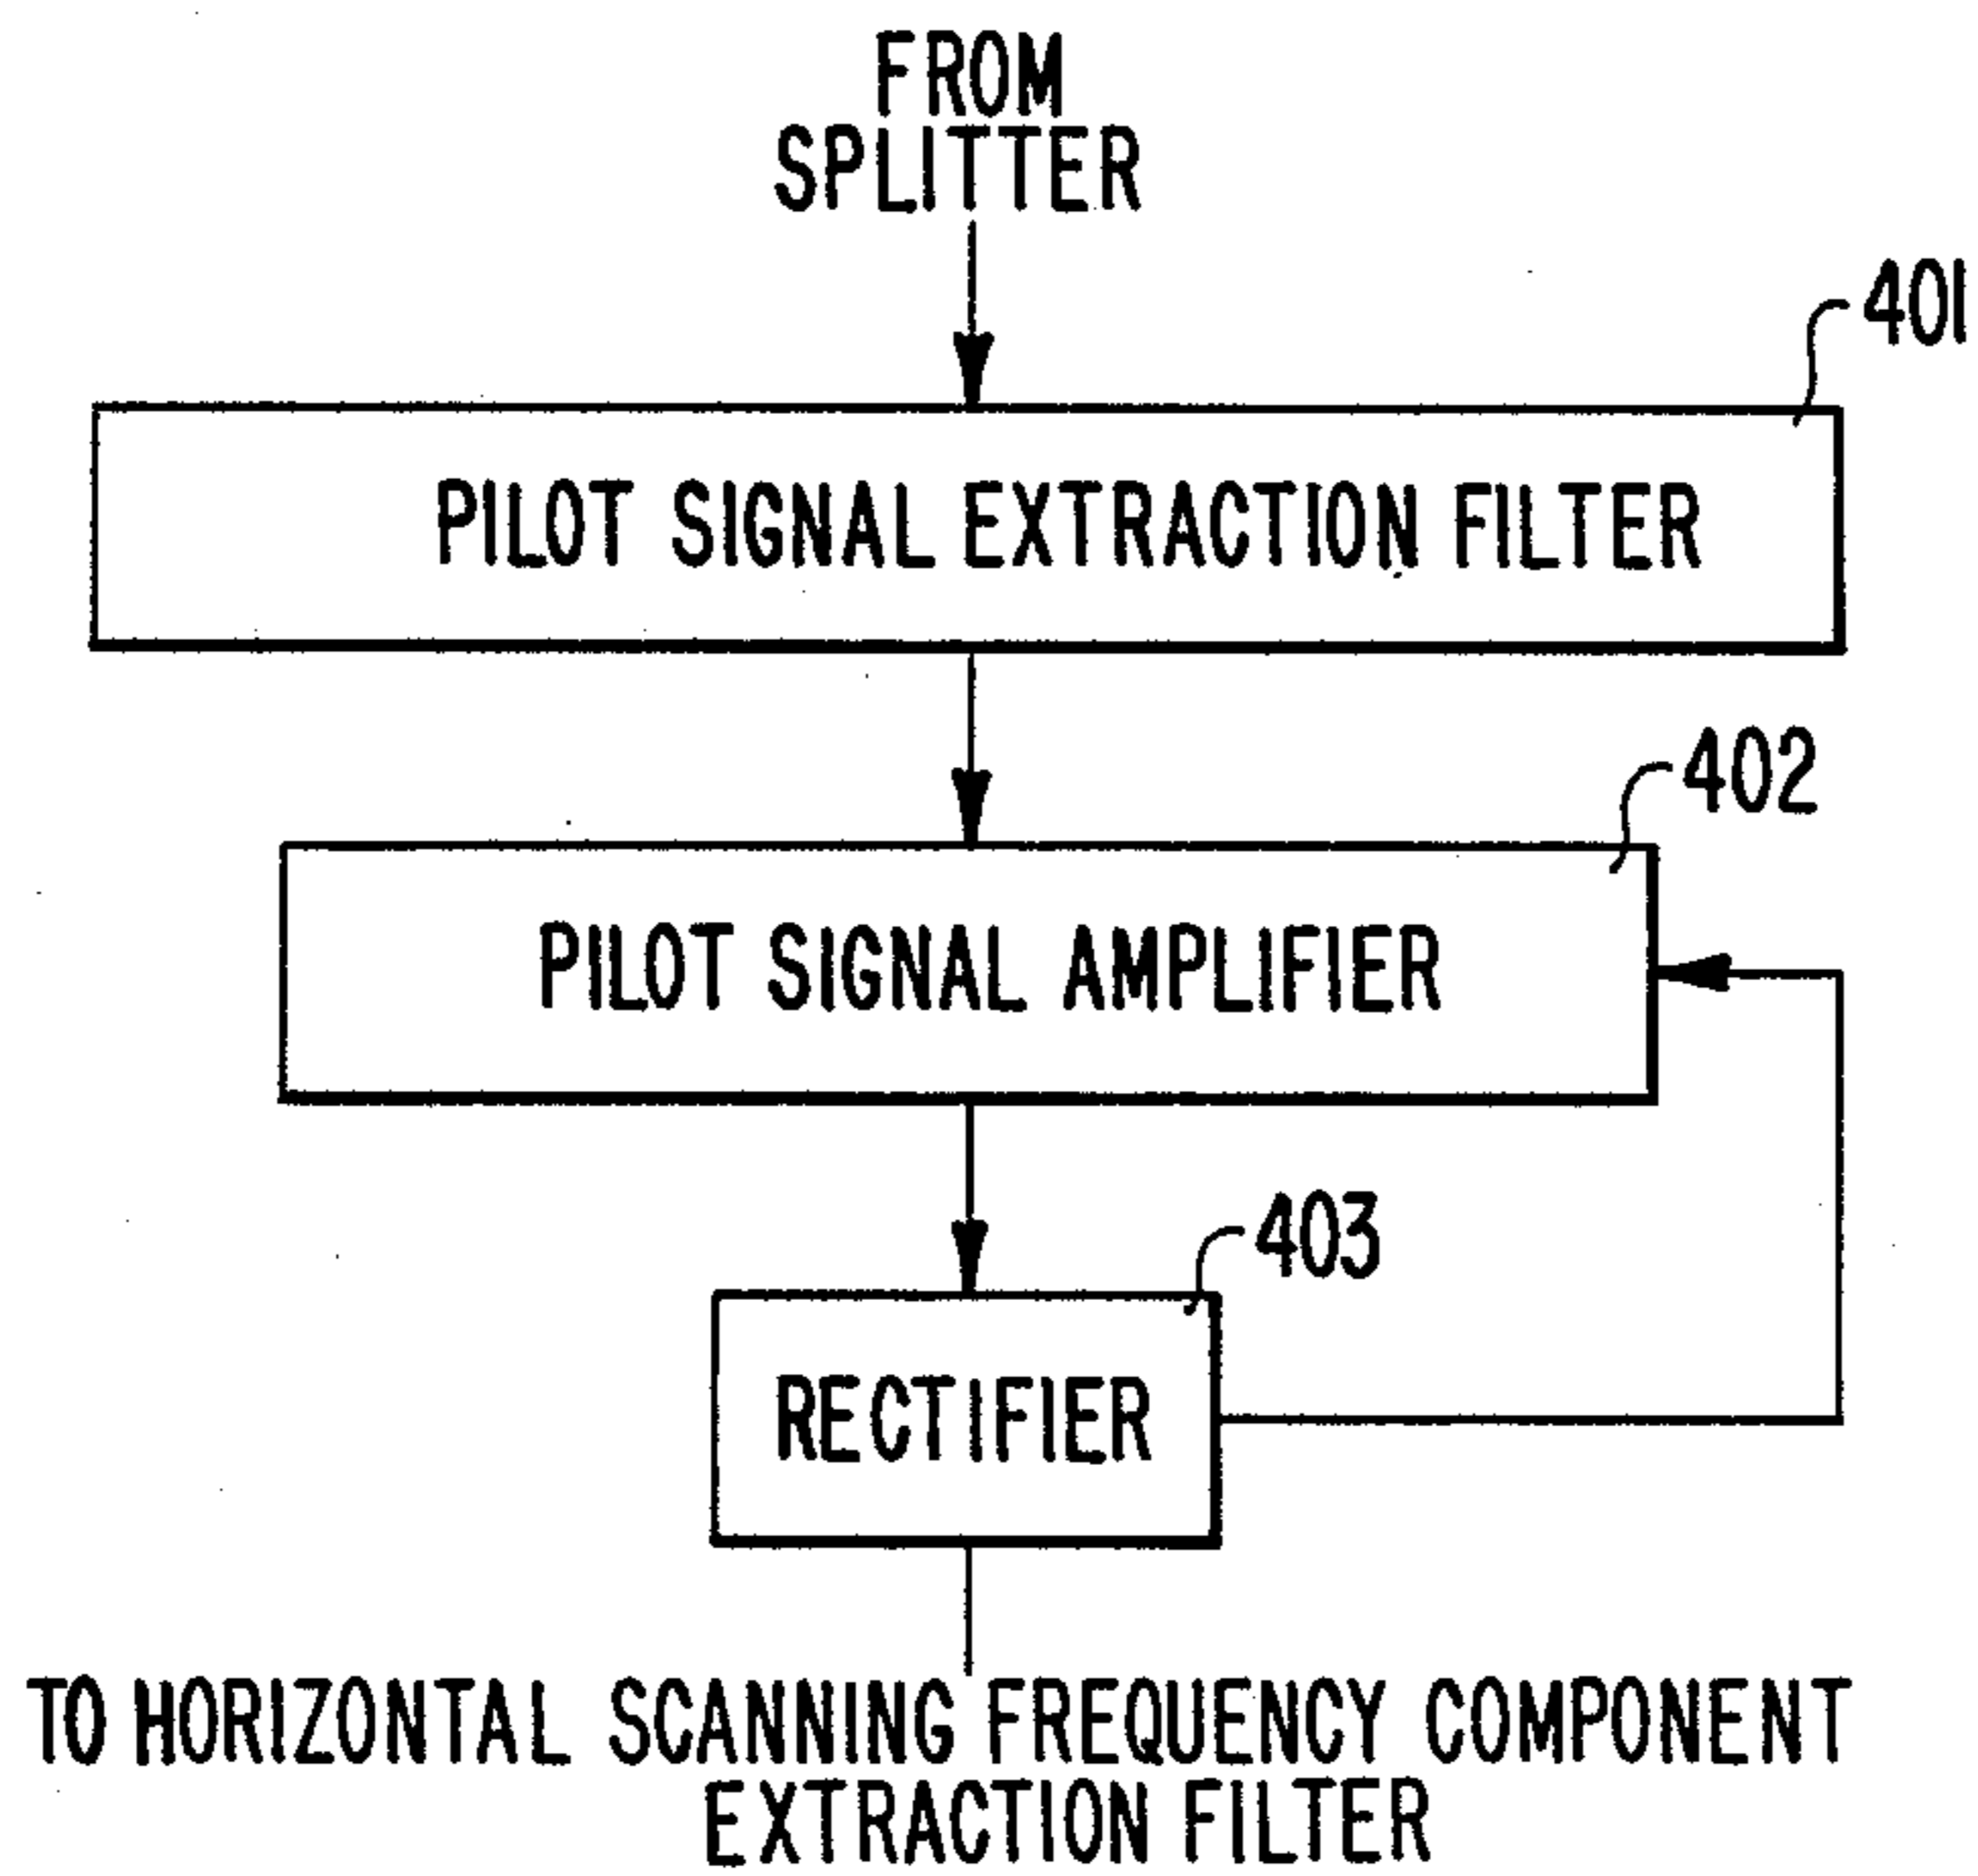 FROM
SPLITTER
401
PILOT SIGNAL EXTRACTION FILTER
402
PILOT SIGNAL AMPLIFIER
403
RECTIFIER
TO HORIZONTAL SCANNING FREQUENCY COMPONENT
EXTRACTION FILTER